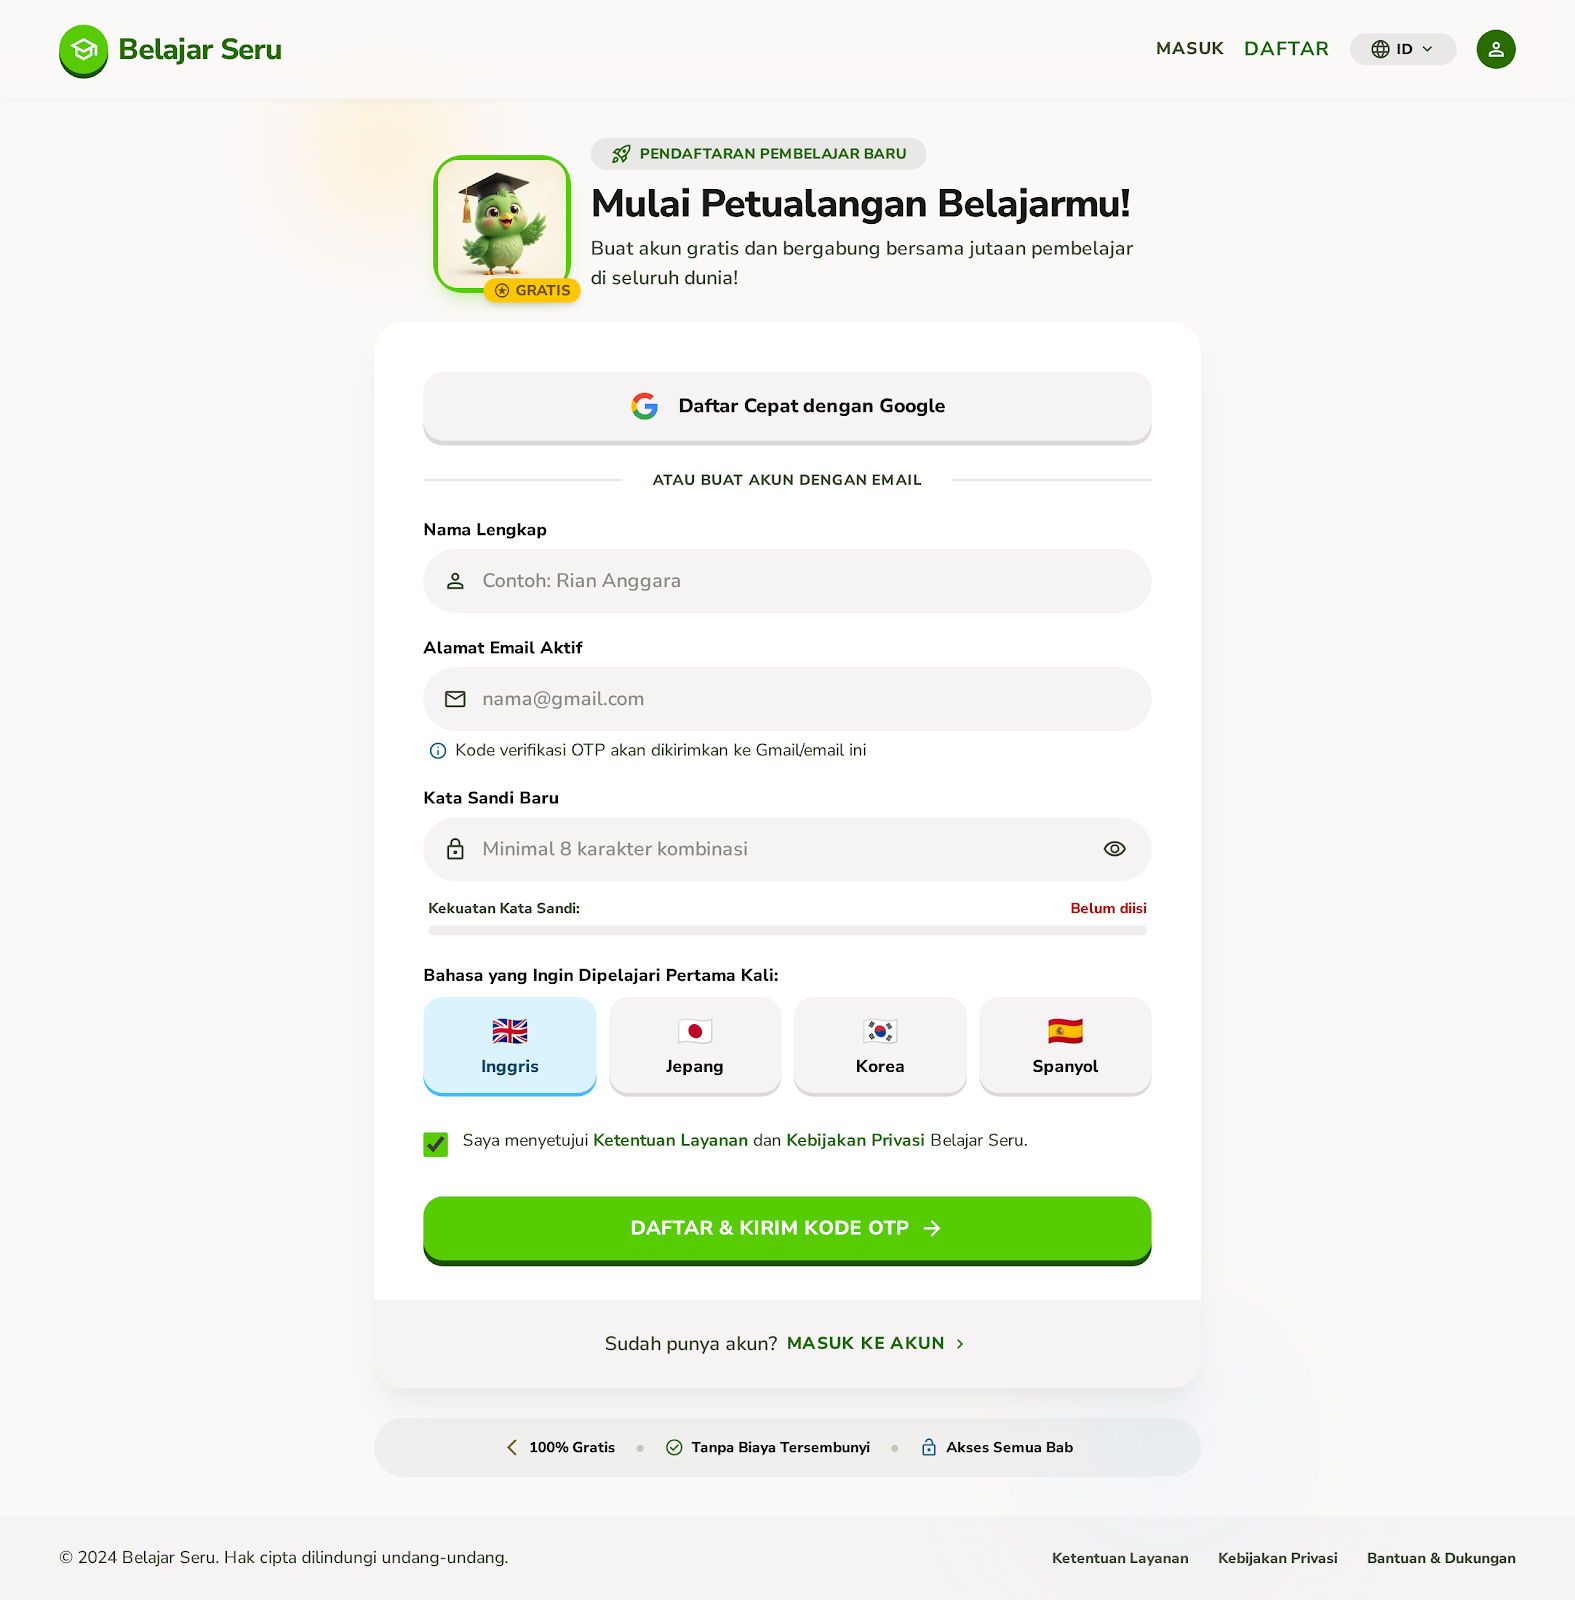 Belajar Seru
MASUK
DAFTAR
ID
PENDAFTARAN PEMBELAJAR BARU
Mulai Petualangan Belajarmu!
Buat akun gratis dan bergabung bersama jutaan pembelajar
di seluruh dunia!
GRATIS
Daftar Cepat dengan Google
ATAU BUAT AKUN DENGAN EMAIL
Nama Lengkap
Contoh: Rian Anggara
Alamat Email Aktif
nama@gmail.com
Kode verifikasi OTP akan dikirimkan ke Gmail/email ini
Kata Sandi Baru
Minimal 8 karakter kombinasi
Kekuatan Kata Sandi:
Belum diisi
Bahasa yang Ingin Dipelajari Pertama Kali:
Inggris
Jepang
Korea
Spanyol
Saya menyetujui Ketentuan Layanan dan Kebijakan Privasi Belajar Seru.
DAFTAR & KIRIM KODE OTP
Sudah punya akun? MASUK KE AKUN
100% Gratis
Tanpa Biaya Tersembunyi
Akses Semua Bab
© 2024 Belajar Seru. Hak cipta dilindungi undang-undang.
Ketentuan Layanan
Kebijakan Privasi
Bantuan & Dukungan